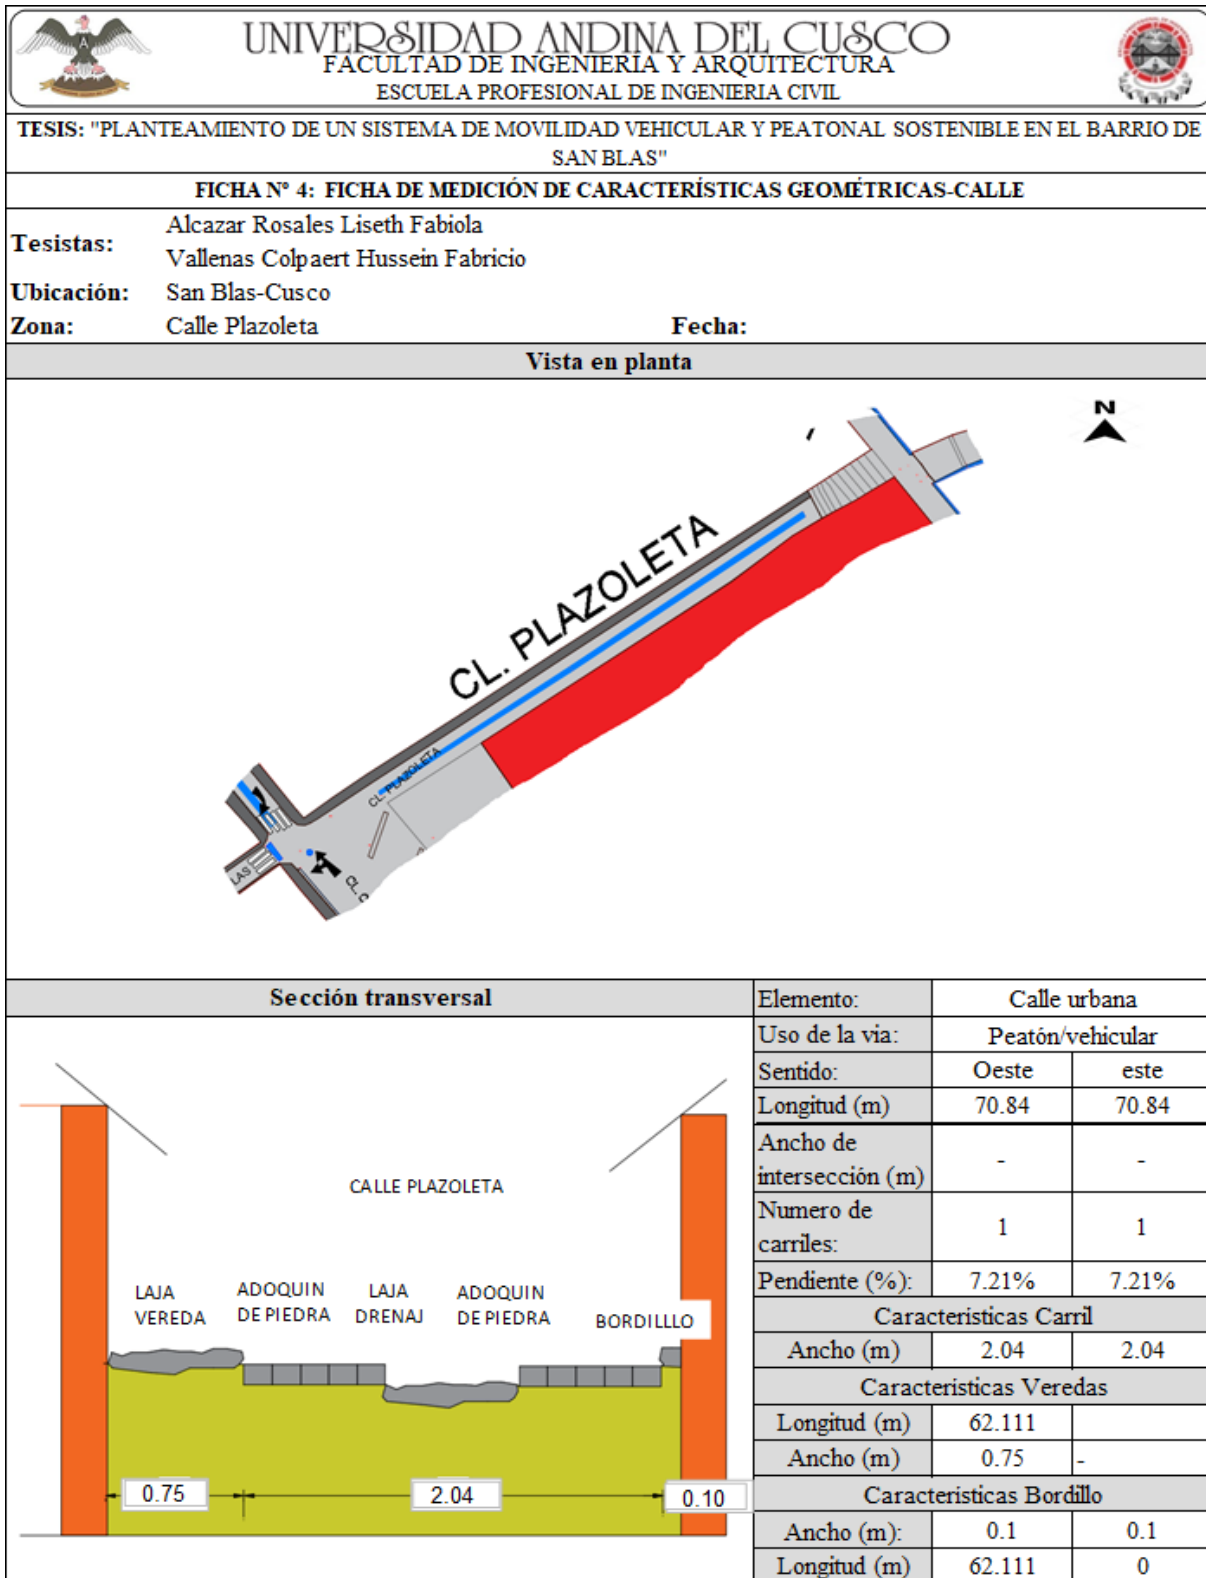 UNIVERSIDAD ANDINA DEL CUSCO
FACULTAD DE INGENIERIA Y ARQUITECTURA
ESCUELA PROFESIONAL DE INGENIERIA CIVIL
TESIS: "PLANTEAMIENTO DE UN SISTEMA DE MOVILIDAD VEHICULAR Y PEATONAL SOSTENIBLE EN EL BARRIO DE
SAN BLAS"
FICHA N° 4: FICHA DE MEDICIÓN DE CARACTERÍSTICAS GEOMÉTRICAS-CALLE
Tesistas: Alcazar Rosales Liseth Fabiola
Vallenas Colpaert Hussein Fabricio
Ubicación: San Blas-Cusco
Zona: Calle Plazoleta Fecha:
Vista en planta
N
CL. PLAZOLETA
CL. PLAZOLETA
LAS
CL. C
Sección transversal
CALLE PLAZOLETA
LAJA VEREDA
ADOQUIN DE PIEDRA
LAJA DRENAJ
ADOQUIN DE PIEDRA
BORDILLLO
0.75 2.04 0.10
Elemento: Calle urbana
Uso de la via: Peatón/vehicular
Sentido: Oeste este
Longitud (m) 70.84 70.84
Ancho de
intersección (m) - -
Numero de
carriles: 1 1
Pendiente (%): 7.21% 7.21%
Caracteristicas Carril
Ancho (m) 2.04 2.04
Caracteristicas Veredas
Longitud (m) 62.111
Ancho (m) 0.75 -
Caracteristicas Bordillo
Ancho (m): 0.1 0.1
Longitud (m) 62.111 0